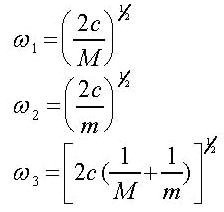 ω₁ = (2c/M)^½
ω₂ = (2c/m)^½
ω₃ = [2c (1/M + 1/m)]^½